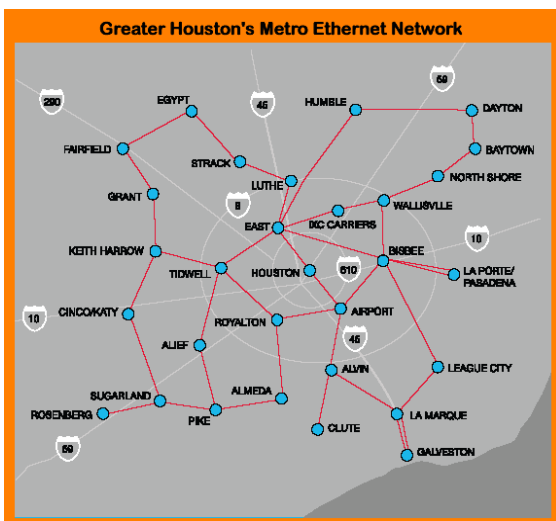 Greater Houston's Metro Ethernet Network
59
290
EGYPT
45
HUMBLE
DAYTON
FAIRFIELD
STRACK
BAYTOWN
LUTHE
NORTH SHORE
GRANT
8
WALLISVLLE
EAST
IXC CARRIERS
10
KEITH HARROW
BISBEE
TIDWELL
HOUSTON
610
LA PORTE/
PASADENA
CINCO/KATY
10
ROYALTON
AIRPORT
45
ALIEF
ALVIN
LEAGUE CITY
SUGARLAND
ALMEDA
ROSENBERG
PIKE
LA MARQUE
CLUTE
59
GALVESTON